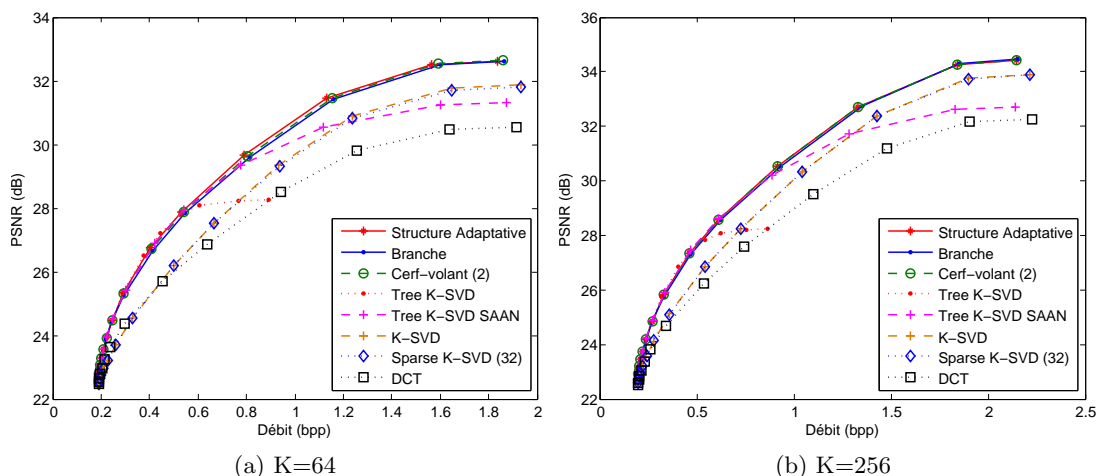 34
32
30
28
26
24
22
PSNR (dB)
0
0.2
0.4
0.6
0.8
1
1.2
1.4
1.6
1.8
2
Débit (bpp)
Structure Adaptative
Branche
Cerf−volant (2)
Tree K−SVD
Tree K−SVD SAAN
K−SVD
Sparse K−SVD (32)
DCT
(a) K=64
36
34
32
30
28
26
24
22
PSNR (dB)
0
0.5
1
1.5
2
2.5
Débit (bpp)
Structure Adaptative
Branche
Cerf−volant (2)
Tree K−SVD
Tree K−SVD SAAN
K−SVD
Sparse K−SVD (32)
DCT
(b) K=256